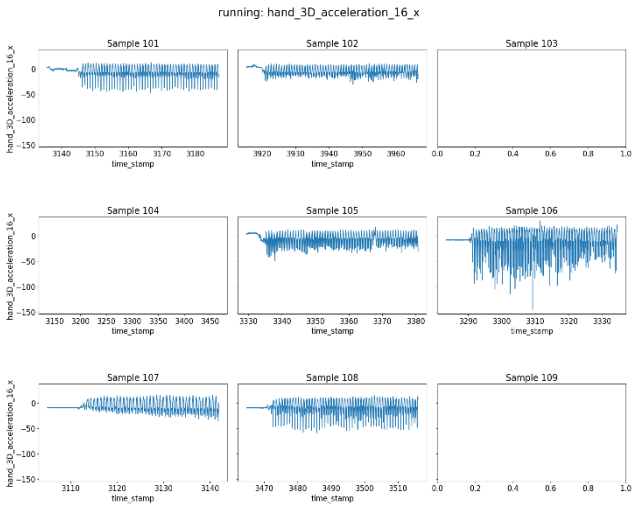 running: hand_3D_acceleration_16_x
Sample 101 Sample 102 Sample 103
hand_3D_acceleration_16_x
0
−50
−100
−150
3140 3150 3160 3170 3180 3920 3930 3940 3950 3960 0.0 0.2 0.4 0.6 0.8 1.0
time_stamp time_stamp
Sample 104 Sample 105 Sample 106
hand_3D_acceleration_16_x
0
−50
−100
−150
3150 3200 3250 3300 3350 3400 3450 3330 3340 3350 3360 3370 3380 3290 3300 3310 3320 3330
time_stamp time_stamp
Sample 107 Sample 108 Sample 109
hand_3D_acceleration_16_x
0
−50
−100
−150
3110 3120 3130 3140 3470 3480 3490 3500 3510 0.0 0.2 0.4 0.6 0.8 1.0
time_stamp time_stamp